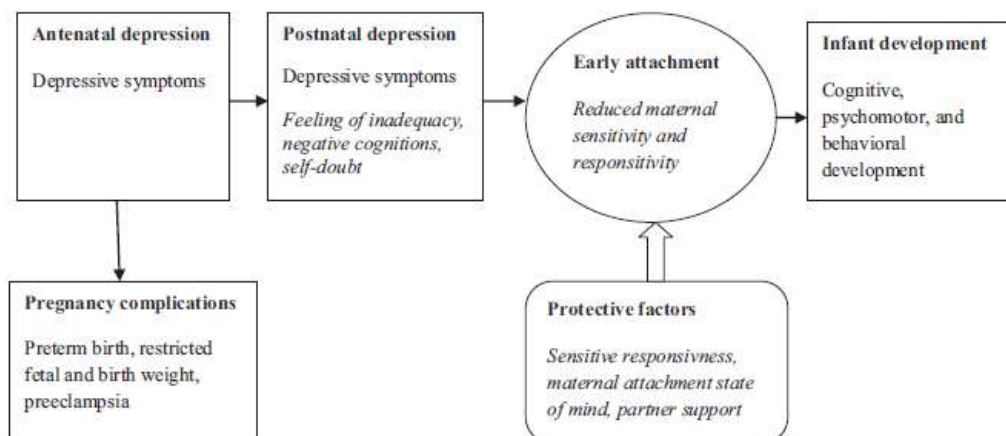 Antenatal depression
Depressive symptoms
Postnatal depression
Depressive symptoms
Feeling of inadequacy,
negative cognitions,
self-doubt
Early attachment
Reduced maternal
sensitivity and
responsitivity
Infant development
Cognitive,
psychomotor, and
behavioral
development
Pregnancy complications
Preterm birth, restricted
fetal and birth weight,
preeclampsia
Protective factors
Sensitive responsivness,
maternal attachment state
of mind, partner support